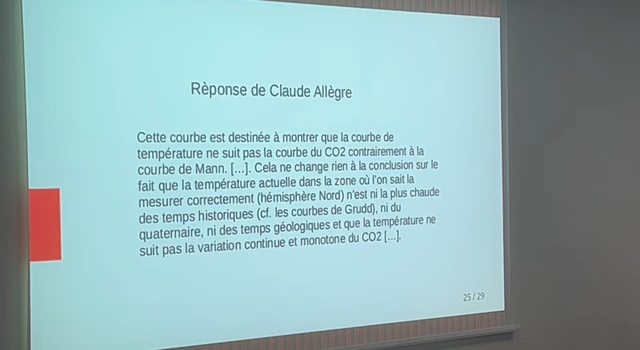 Rèponse de Claude Allègre
Cette courbe est destinée à montrer que la courbe de
température ne suit pas la courbe du CO2 contrairement à la
courbe de Mann. [...]. Cela ne change rien à la conclusion sur le
fait que la température actuelle dans la zone où l'on sait la
mesurer correctement (hémisphère Nord) n'est ni la plus chaude
des temps historiques (cf. les courbes de Grudd), ni du
quaternaire, ni des temps géologiques et que la température ne
suit pas la variation continue et monotone du CO2 [...].
25 / 29